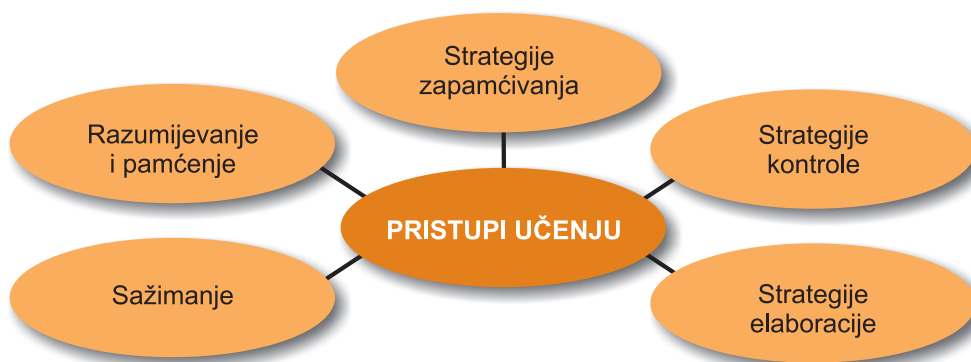 Strategije
zapamćivanja
Razumijevanje
i pamćenje
Strategije
kontrole
PRISTUPI UČENJU
Sažimanje
Strategije
elaboracije